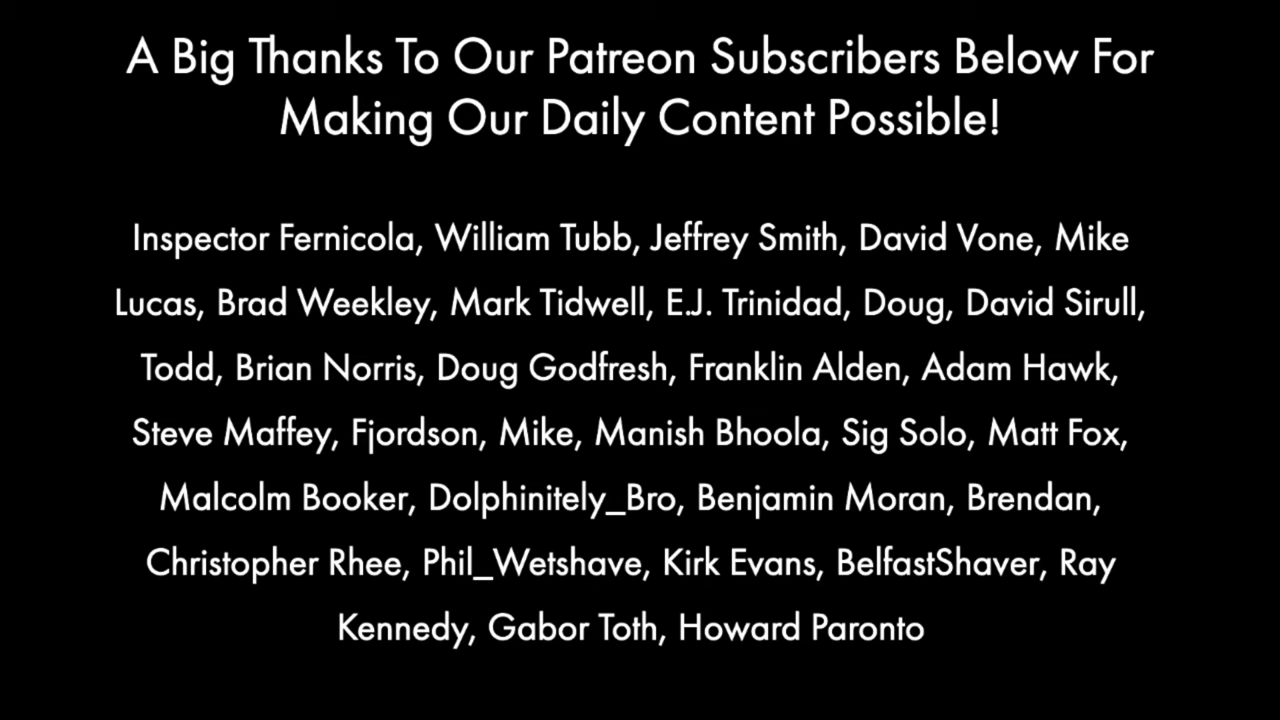 A Big Thanks To Our Patreon Subscribers Below For
Making Our Daily Content Possible!
Inspector Fernicola, William Tubb, Jeffrey Smith, David Vone, Mike
Lucas, Brad Weekley, Mark Tidwell, E.J. Trinidad, Doug, David Sirull,
Todd, Brian Norris, Doug Godfresh, Franklin Alden, Adam Hawk,
Steve Maffey, Fjordson, Mike, Manish Bhoola, Sig Solo, Matt Fox,
Malcolm Booker, Dolphinitely_Bro, Benjamin Moran, Brendan,
Christopher Rhee, Phil_Wetshave, Kirk Evans, BelfastShaver, Ray
Kennedy, Gabor Toth, Howard Paronto